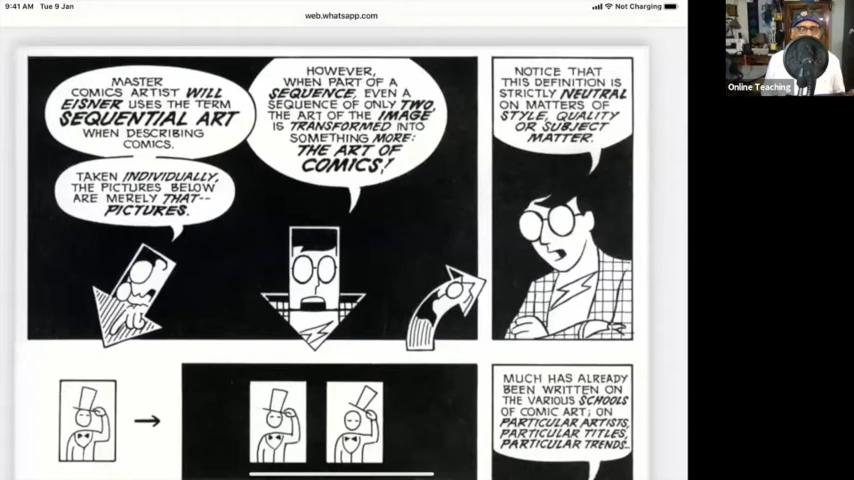 9:41 AM Tue 9 Jan
Not Charging
web.whatsapp.com
MASTER
COMICS ARTIST WILL
EISNER USES THE TERM
SEQUENTIAL ART
WHEN DESCRIBING
COMICS.
TAKEN INDIVIDUALLY,
THE PICTURES BELOW
ARE MERELY THAT--
PICTURES.
HOWEVER,
WHEN PART OF A
SEQUENCE, EVEN A
SEQUENCE OF ONLY TWO,
THE ART OF THE IMAGE
IS TRANSFORMED INTO
SOMETHING MORE:
THE ART OF
COMICS!
NOTICE THAT
THIS DEFINITION IS
STRICTLY NEUTRAL
ON MATTERS OF
STYLE, QUALITY
OR SUBJECT
MATTER.
MUCH HAS ALREADY
BEEN WRITTEN ON
THE VARIOUS SCHOOLS
OF COMIC ART; ON
PARTICULAR ARTISTS,
PARTICULAR TITLES,
PARTICULAR TRENDS...
Online Teaching